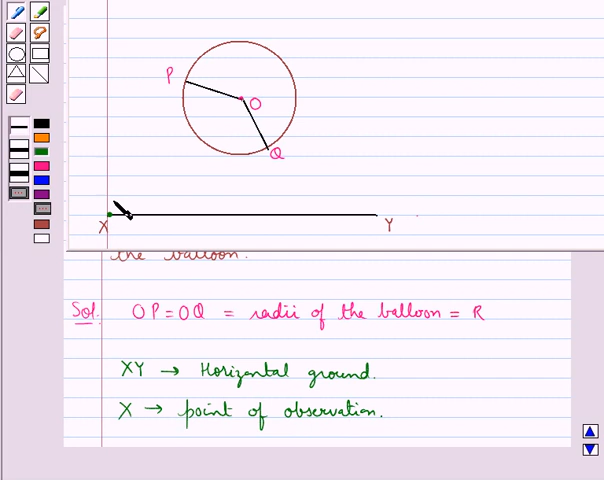 P
O
Q
X
Y
the balloon.
Sol. OP = OQ = radii of the balloon = R
XY → Horizontal ground.
X → point of observation.